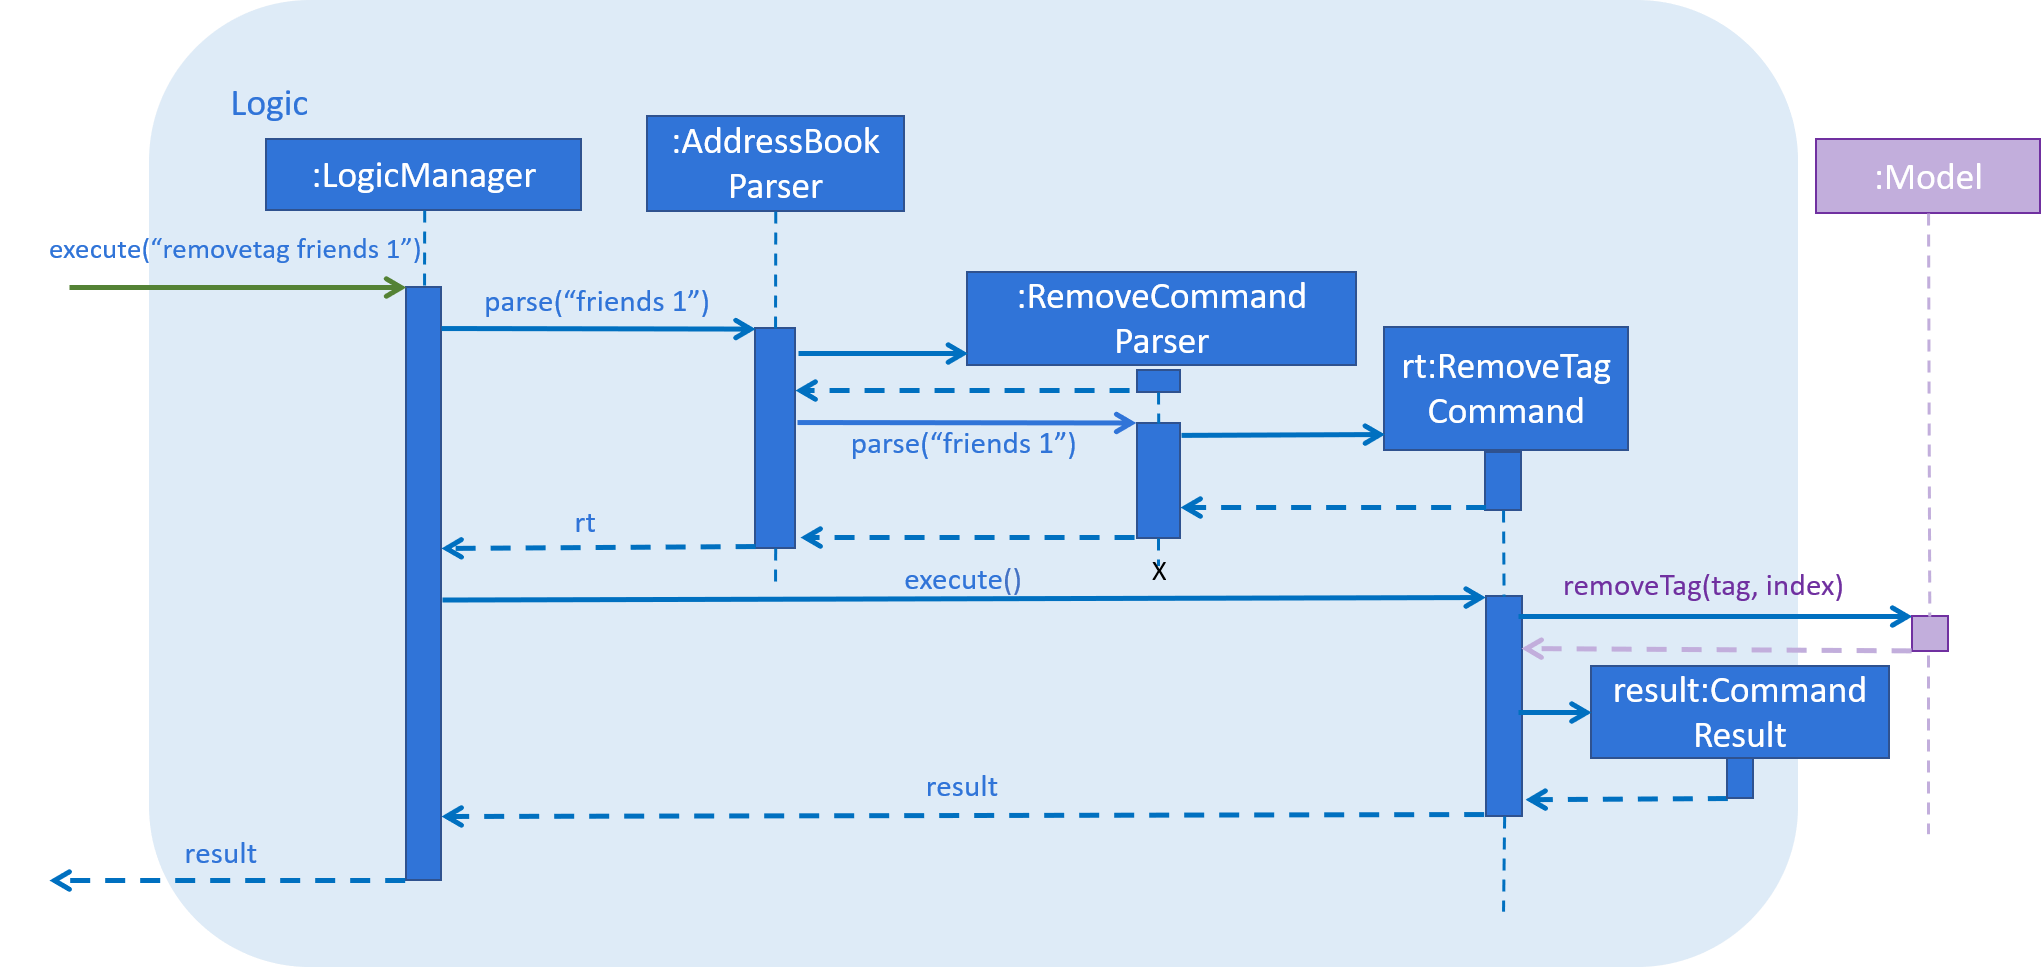 Logic
:LogicManager
:AddressBook
Parser
:Model
execute(“removetag friends 1”)
parse(“friends 1”)
:RemoveCommand
Parser
rt:RemoveTag
Command
parse(“friends 1”)
rt
X
execute()
removeTag(tag, index)
result:Command
Result
result
result